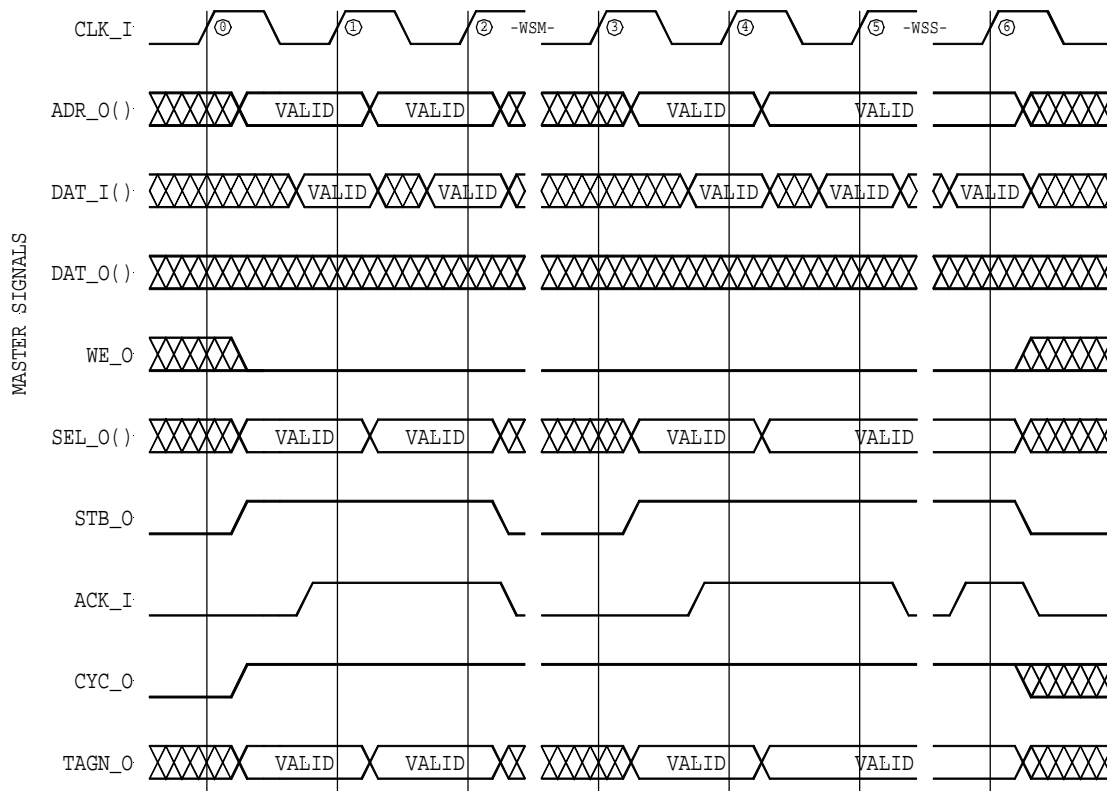 CLK_I 0 1 2 -WSM- 3 4 5 -WSS- 6
ADR_O() VALID VALID VALID VALID
DAT_I() VALID VALID VALID VALID VALID
DAT_O()
WE_O
SEL_O() VALID VALID VALID VALID
STB_O
ACK_I
CYC_O
TAGN_O VALID VALID VALID VALID
MASTER SIGNALS